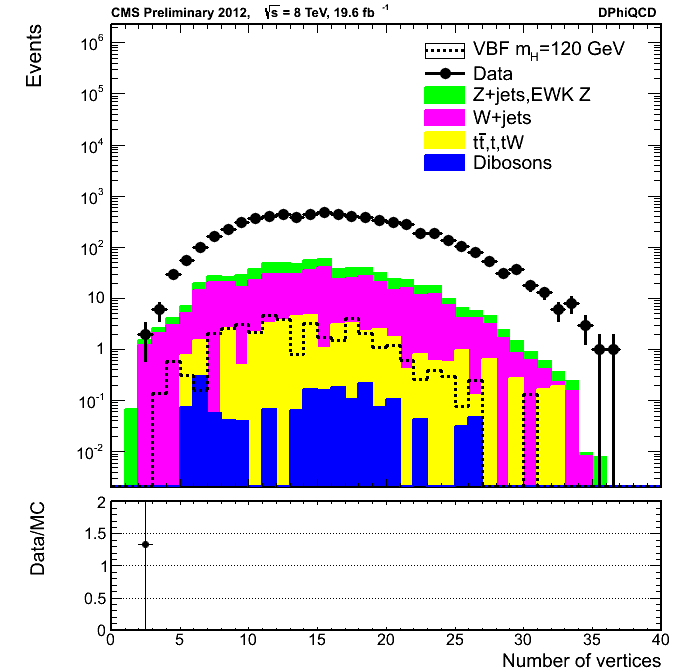 CMS Preliminary 2012, √s = 8 TeV, 19.6 fb⁻¹ DPhiQCD
Events
VBF m_H=120 GeV
Data
Z+jets,EWK Z
W+jets
tt̄,t,tW
Dibosons
10⁶
10⁵
10⁴
10³
10²
10
1
10⁻¹
10⁻²
Data/MC
2
1.5
1
0.5
0
0 5 10 15 20 25 30 35 40
Number of vertices